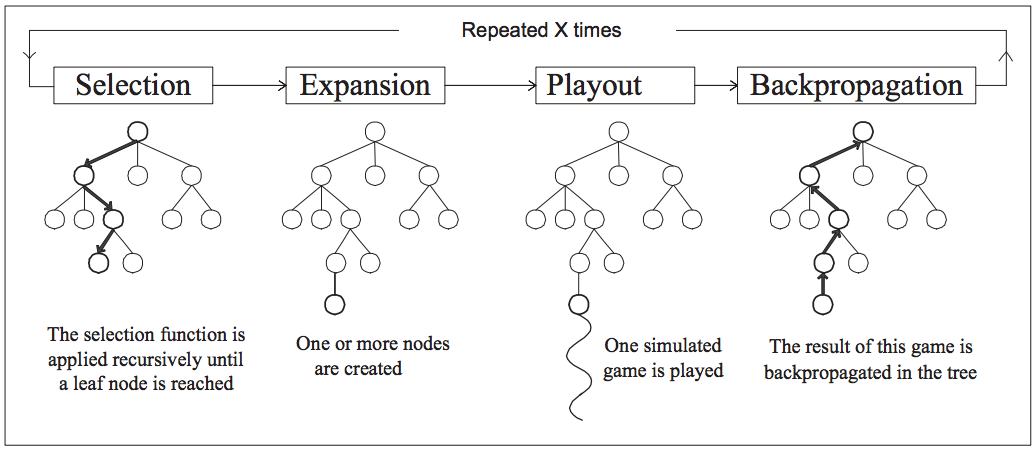 Repeated X times
Selection
Expansion
Playout
Backpropagation
The selection function is
applied recursively until
a leaf node is reached
One or more nodes
are created
One simulated
game is played
The result of this game is
backpropagated in the tree